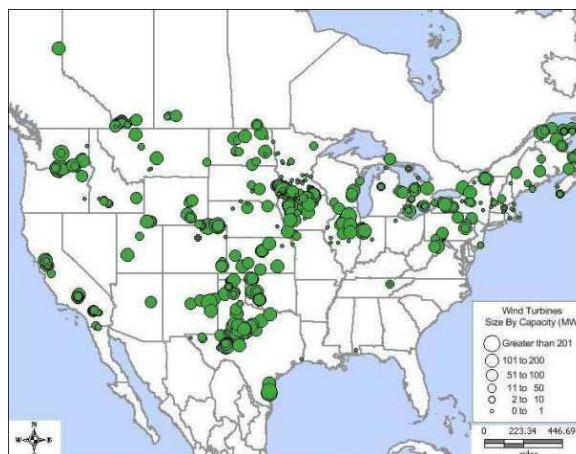 Wind Turbines
Size By Capacity (MW
Greater than 201
101 to 200
51 to 100
11 to 50
2 to 10
0 to 1
N
W
E
S
0 223.34 446.69
miles